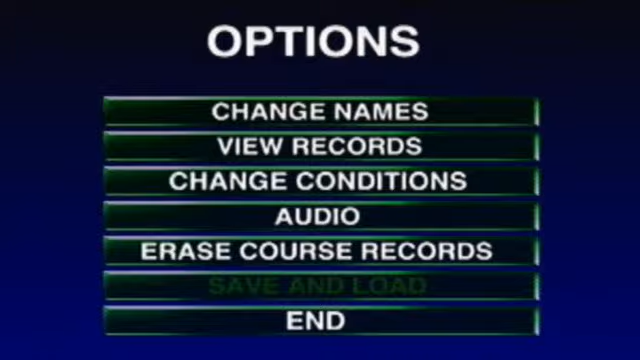 OPTIONS
CHANGE NAMES
VIEW RECORDS
CHANGE CONDITIONS
AUDIO
ERASE COURSE RECORDS
SAVE AND LOAD
END